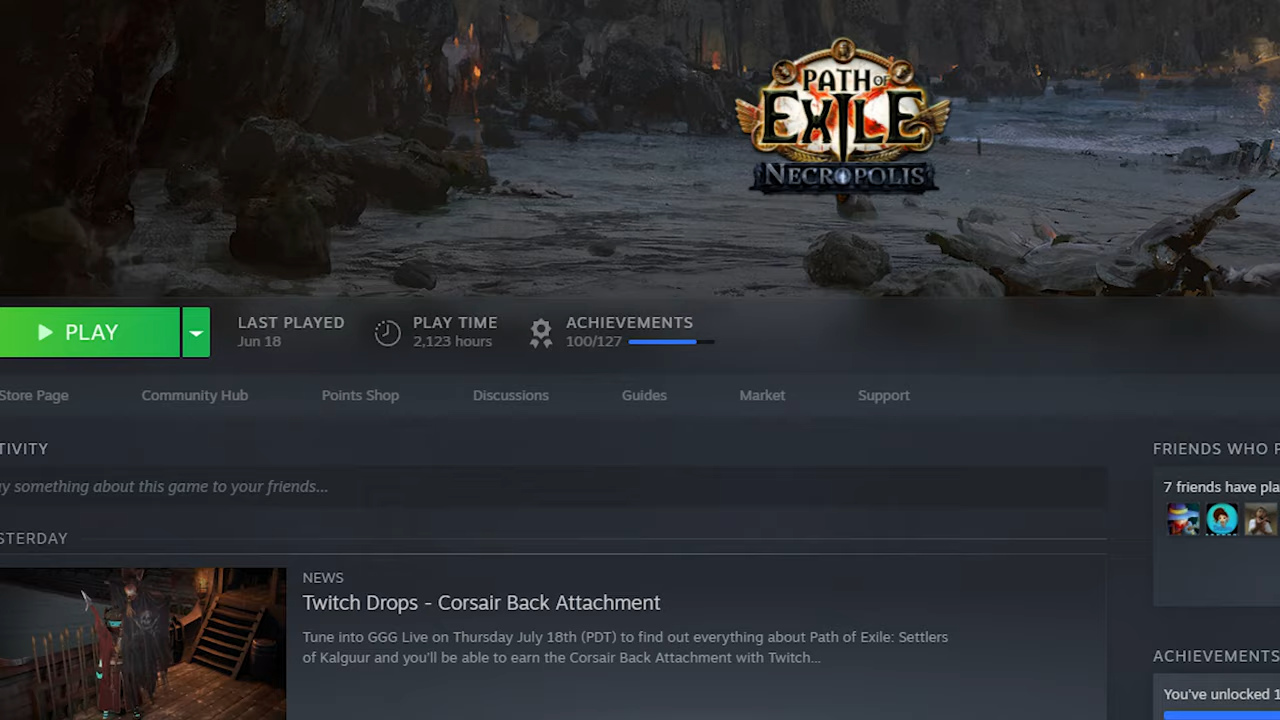 PATH OF
EXILE
NECROPOLIS
PLAY
LAST PLAYED
Jun 18
PLAY TIME
2,123 hours
ACHIEVEMENTS
100/127
Store Page
Community Hub
Points Shop
Discussions
Guides
Market
Support
TIVITY
y something about this game to your friends...
STERDAY
NEWS
Twitch Drops - Corsair Back Attachment
Tune into GGG Live on Thursday July 18th (PDT) to find out everything about Path of Exile: Settlers
of Kalguur and you'll be able to earn the Corsair Back Attachment with Twitch...
FRIENDS WHO P
7 friends have pla
ACHIEVEMENTS
You've unlocked 1